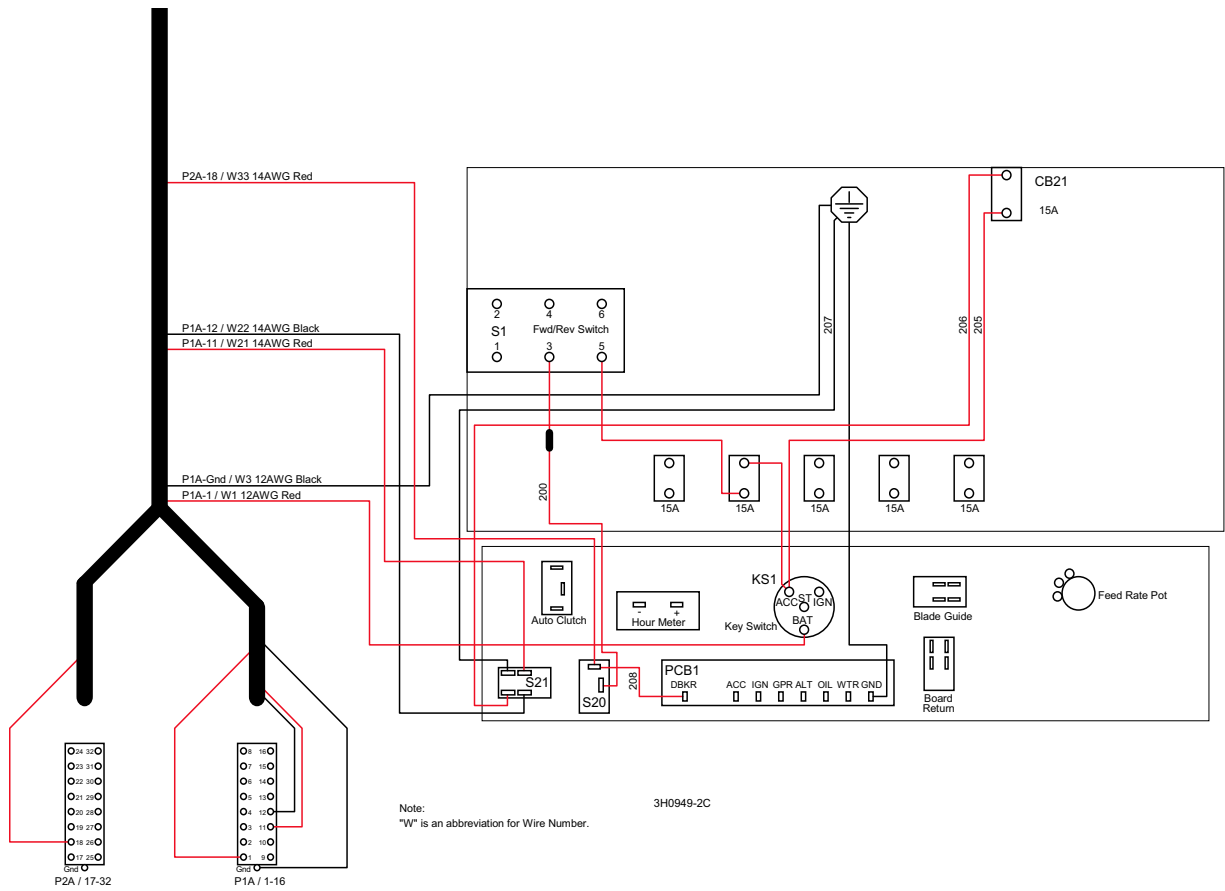 P2A-18 / W33 14AWG Red
CB21
15A
2
4
6
S1
Fwd/Rev Switch
1
3
5
P1A-12 / W22 14AWG Black
P1A-11 / W21 14AWG Red
207
206
205
P1A-Gnd / W3 12AWG Black
P1A-1 / W1 12AWG Red
200
15A
15A
15A
15A
15A
KS1
ACC
ST
IGN
BAT
Key Switch
Auto Clutch
- +
Hour Meter
Blade Guide
Feed Rate Pot
S21
S20
208
PCB1
DBKR ACC IGN GPR ALT OIL WTR GND
Board
Return
24 32
23 31
22 30
21 29
20 28
19 27
18 26
17 25
Gnd
P2A / 17-32
8 16
7 15
6 14
5 13
4 12
3 11
2 10
1 9
Gnd
P1A / 1-16
Note:
"W" is an abbreviation for Wire Number.
3H0949-2C